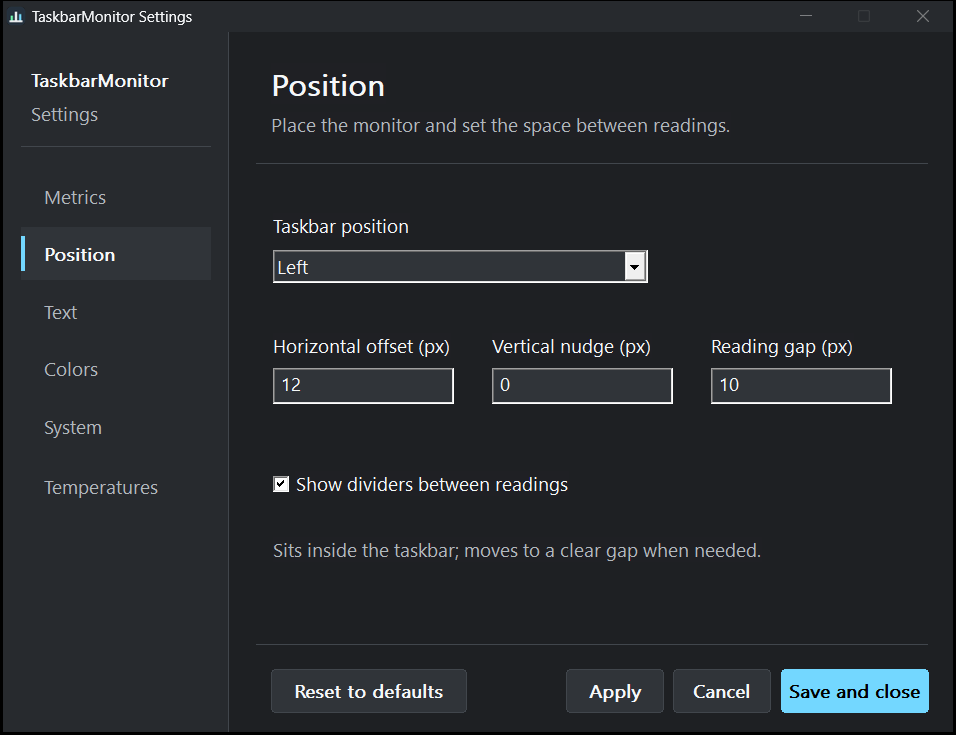 TaskbarMonitor Settings
TaskbarMonitor
Settings
Metrics
Position
Text
Colors
System
Temperatures
Position
Place the monitor and set the space between readings.
Taskbar position
Left
Horizontal offset (px) Vertical nudge (px) Reading gap (px)
12 0 10
Show dividers between readings
Sits inside the taskbar; moves to a clear gap when needed.
Reset to defaults Apply Cancel Save and close